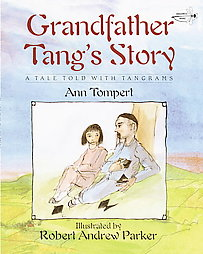 Grandfather
Tang's Story
A TALE TOLD WITH TANGRAMS
Ann Tompert
Illustrated by
Robert Andrew Parker